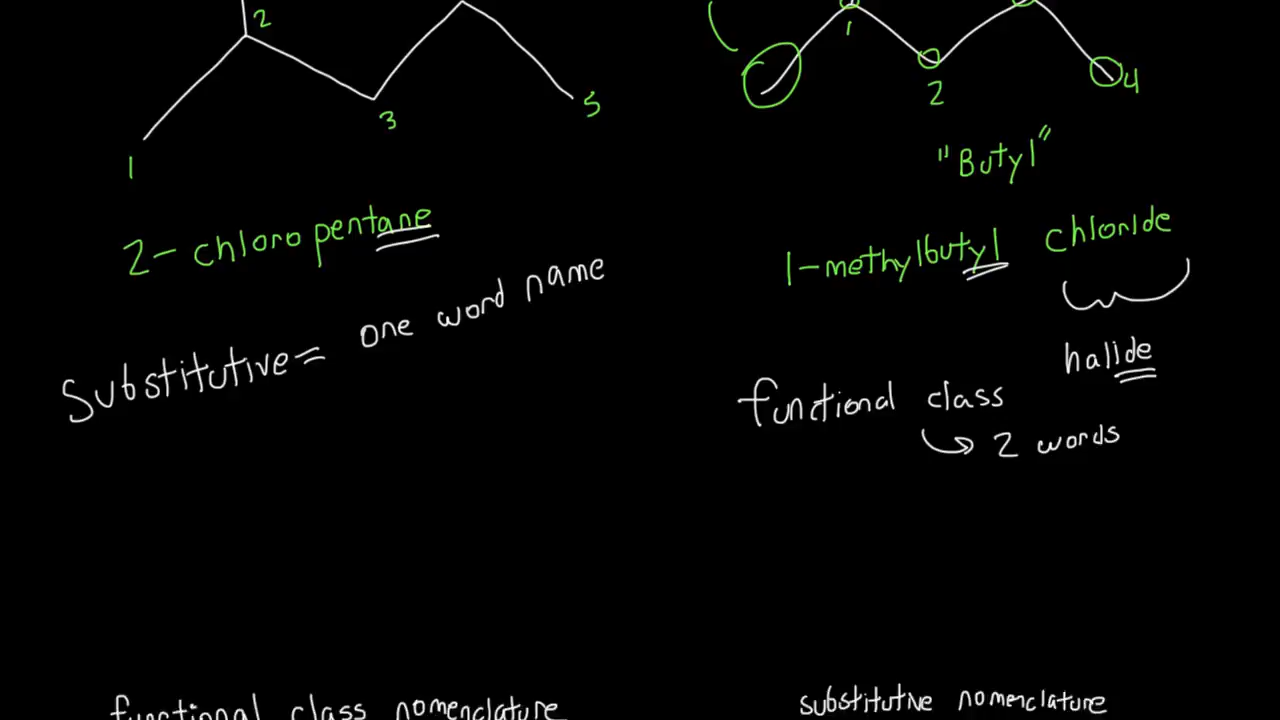 2
1
3
5
1
2
4
"Butyl"
2-chloropentane
1-methylbutyl chloride
Substitutive= one word name
halide
functional class
2 words
functional class nomenclature
substitutive nomenclature